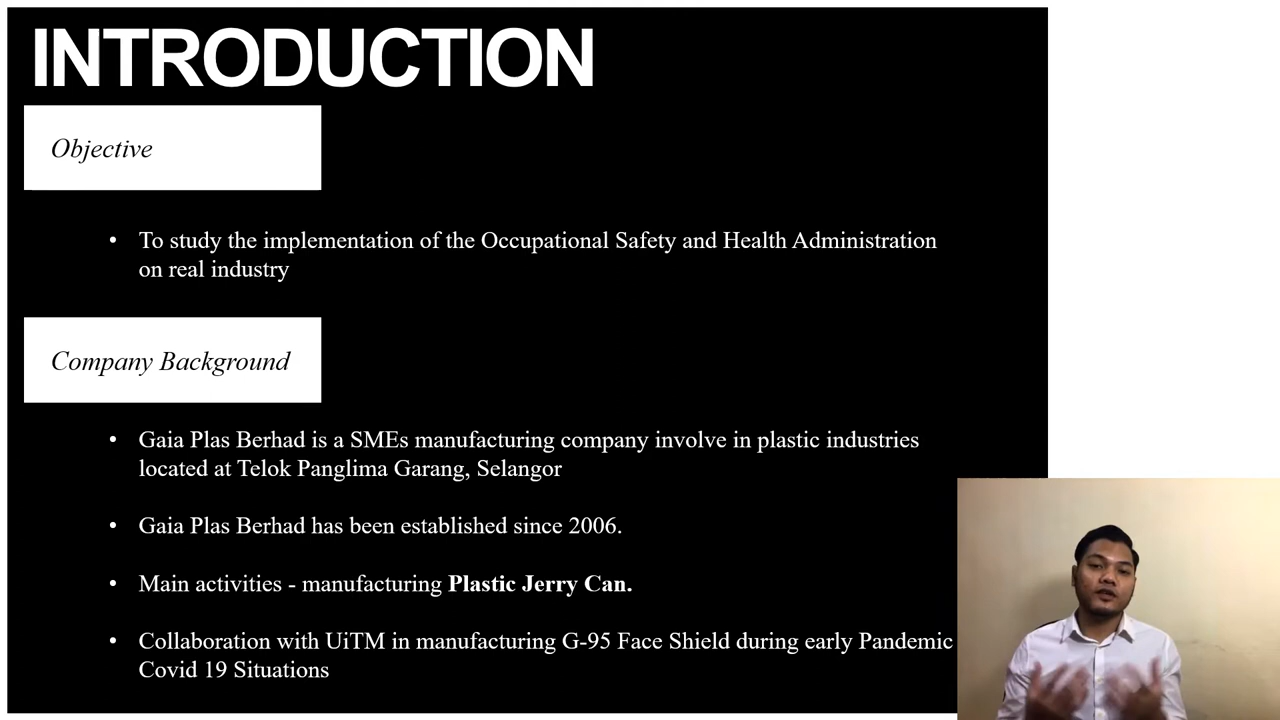 INTRODUCTION
Objective
• To study the implementation of the Occupational Safety and Health Administration
on real industry
Company Background
• Gaia Plas Berhad is a SMEs manufacturing company involve in plastic industries
located at Telok Panglima Garang, Selangor
• Gaia Plas Berhad has been established since 2006.
• Main activities - manufacturing Plastic Jerry Can.
• Collaboration with UiTM in manufacturing G-95 Face Shield during early Pandemic
Covid 19 Situations